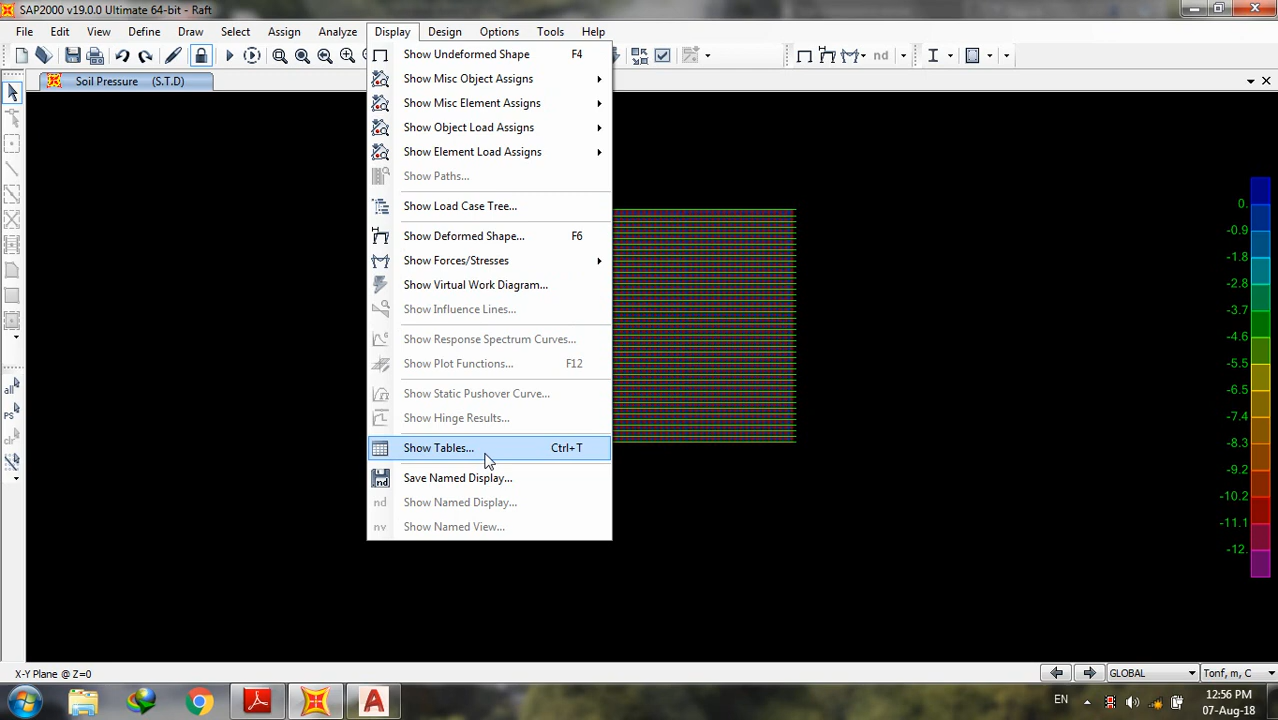 SAP2000 v19.0.0 Ultimate 64-bit - Raft
File Edit View Define Draw Select Assign Analyze Display Design Options Tools Help
nd
Soil Pressure (S.T.D)
Show Undeformed Shape F4
Show Misc Object Assigns
Show Misc Element Assigns
Show Object Load Assigns
Show Element Load Assigns
Show Paths...
Show Load Case Tree...
Show Deformed Shape... F6
Show Forces/Stresses
Show Virtual Work Diagram...
Show Influence Lines...
Show Response Spectrum Curves...
Show Plot Functions... F12
Show Static Pushover Curve...
Show Hinge Results...
Show Tables... Ctrl+T
Save Named Display...
nd Show Named Display...
nv Show Named View...
all
ps
clr
0.
-0.9
-1.8
-2.8
-3.7
-4.6
-5.5
-6.5
-7.4
-8.3
-9.2
-10.2
-11.1
-12.
X-Y Plane @ Z=0
GLOBAL
Tonf, m, C
EN
12:56 PM
07-Aug-18